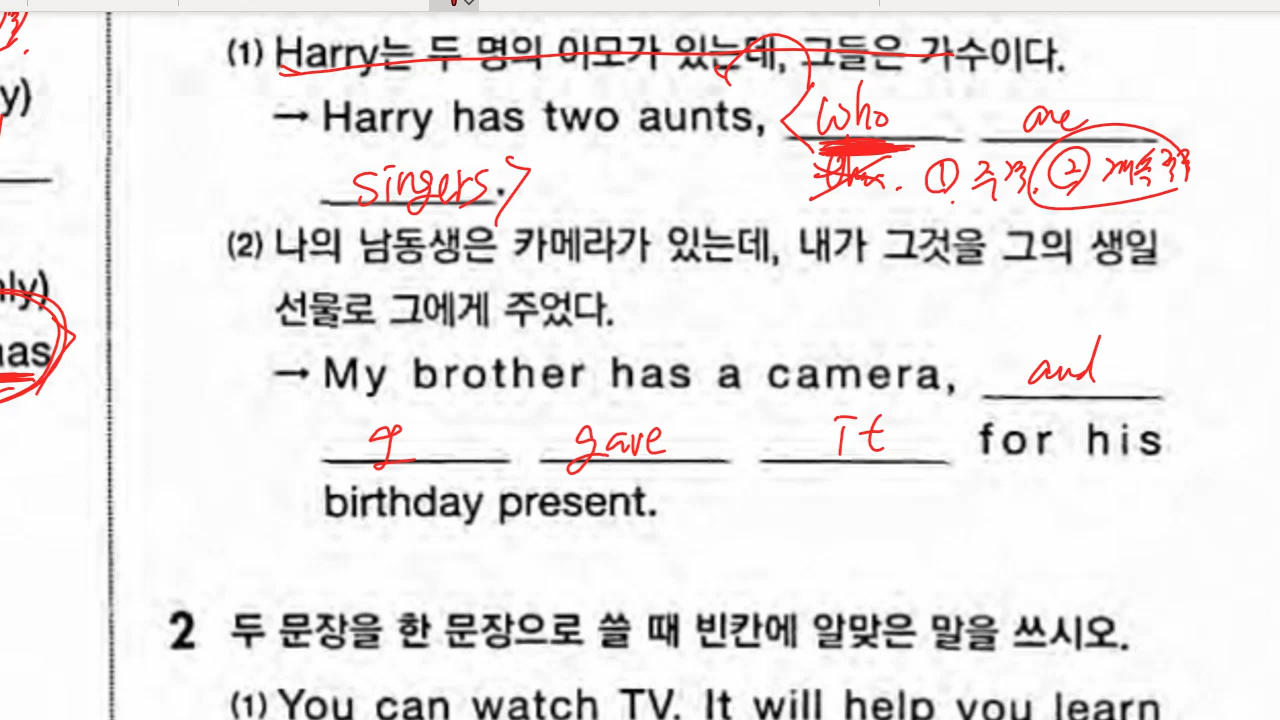 (1) Harry는 두 명의 이모가 있는데, 그들은 가수이다.
y)
→ Harry has two aunts, who are
① 주격. ② 계속
singers.
(2) 나의 남동생은 카메라가 있는데, 내가 그것을 그의 생일
선물로 그에게 주었다.
nly)
has
→ My brother has a camera, and
I gave it for his
birthday present.
2 두 문장을 한 문장으로 쓸 때 빈칸에 알맞은 말을 쓰시오.
(1) You can watch TV. It will help you learn